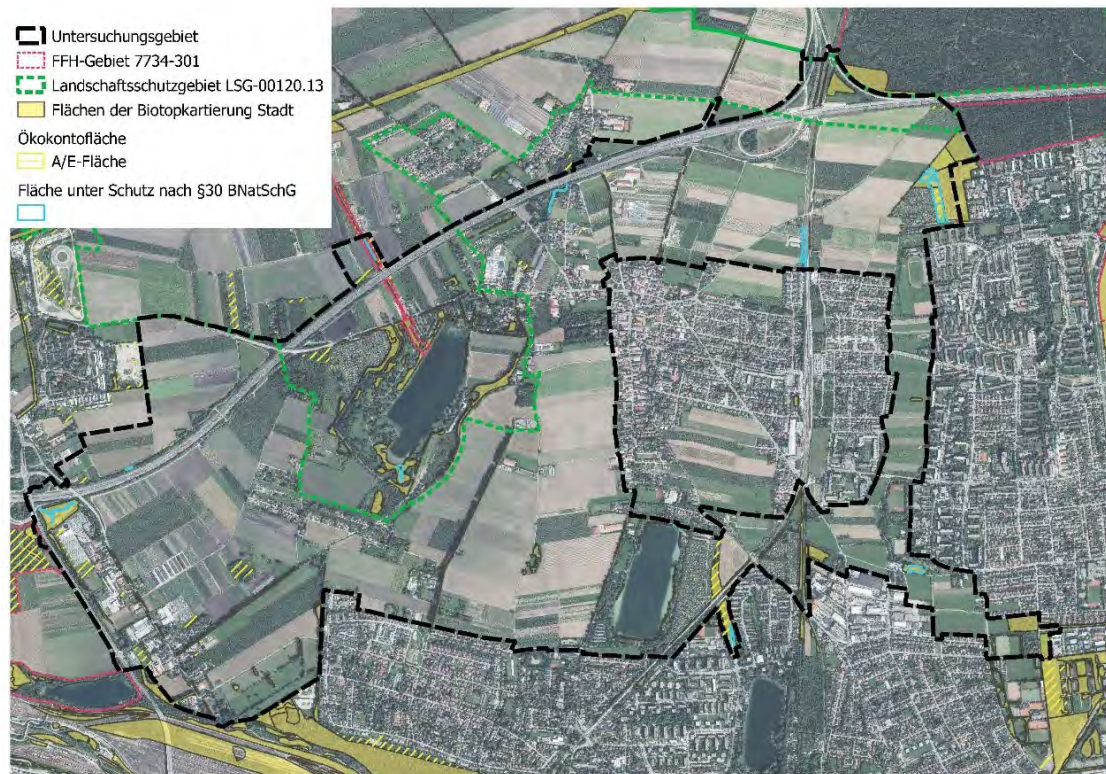 Untersuchungsgebiet
FFH-Gebiet 7734-301
Landschaftsschutzgebiet LSG-00120.13
Flächen der Biotopkartierung Stadt
Ökokontofläche
A/E-Fläche
Fläche unter Schutz nach §30 BNatSchG